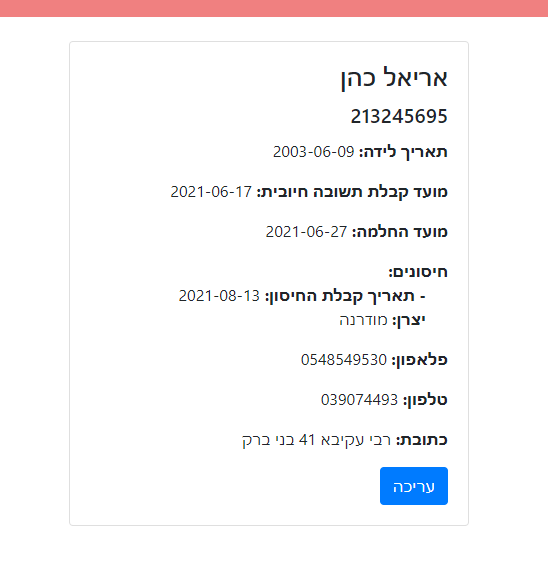 אריאל כהן
213245695
תאריך לידה: 2003-06-09
מועד קבלת תשובה חיובית: 2021-06-17
מועד החלמה: 2021-06-27
חיסונים:
- תאריך קבלת החיסון: 2021-08-13
יצרן: מודרנה
פלאפון: 0548549530
טלפון: 039074493
כתובת: רבי עקיבא 41 בני ברק
עריכה